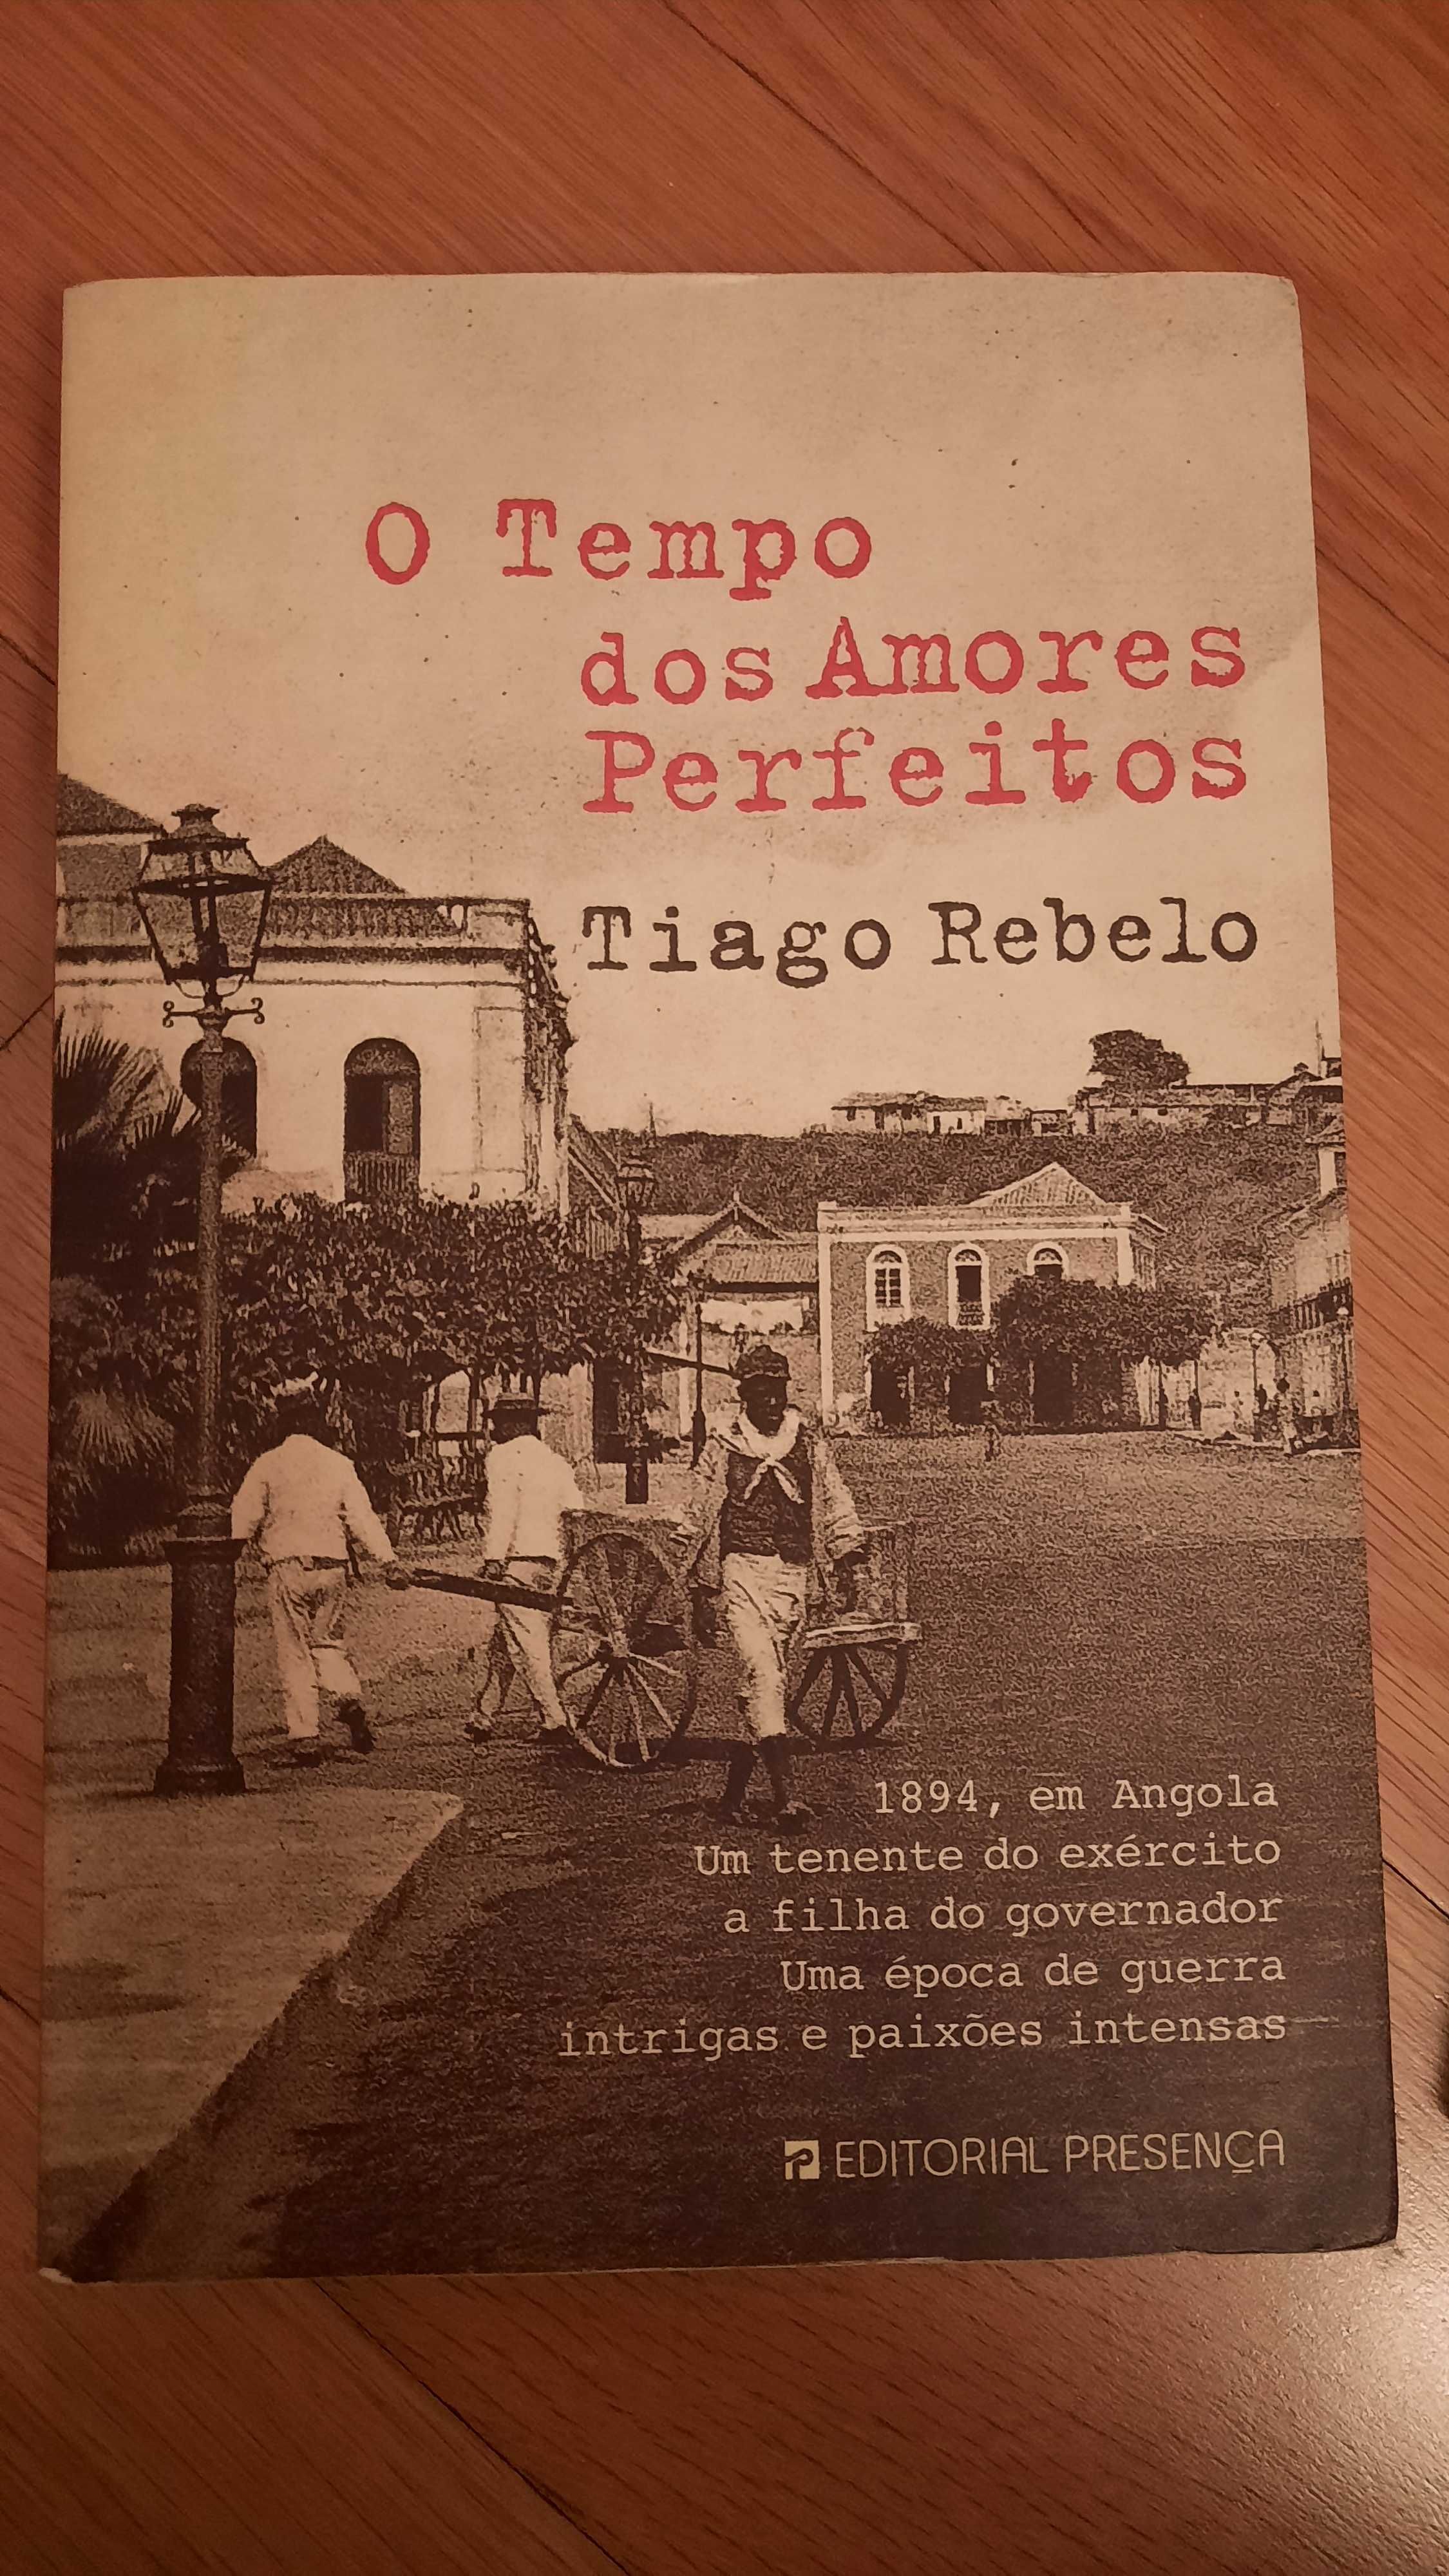 O Tempo
dos Amores
Perfeitos
Tiago Rebelo
1894, em Angola
Um tenente do exército
a filha do governador
Uma época de guerra
intrigas e paixões intensas
EDITORIAL PRESENÇA